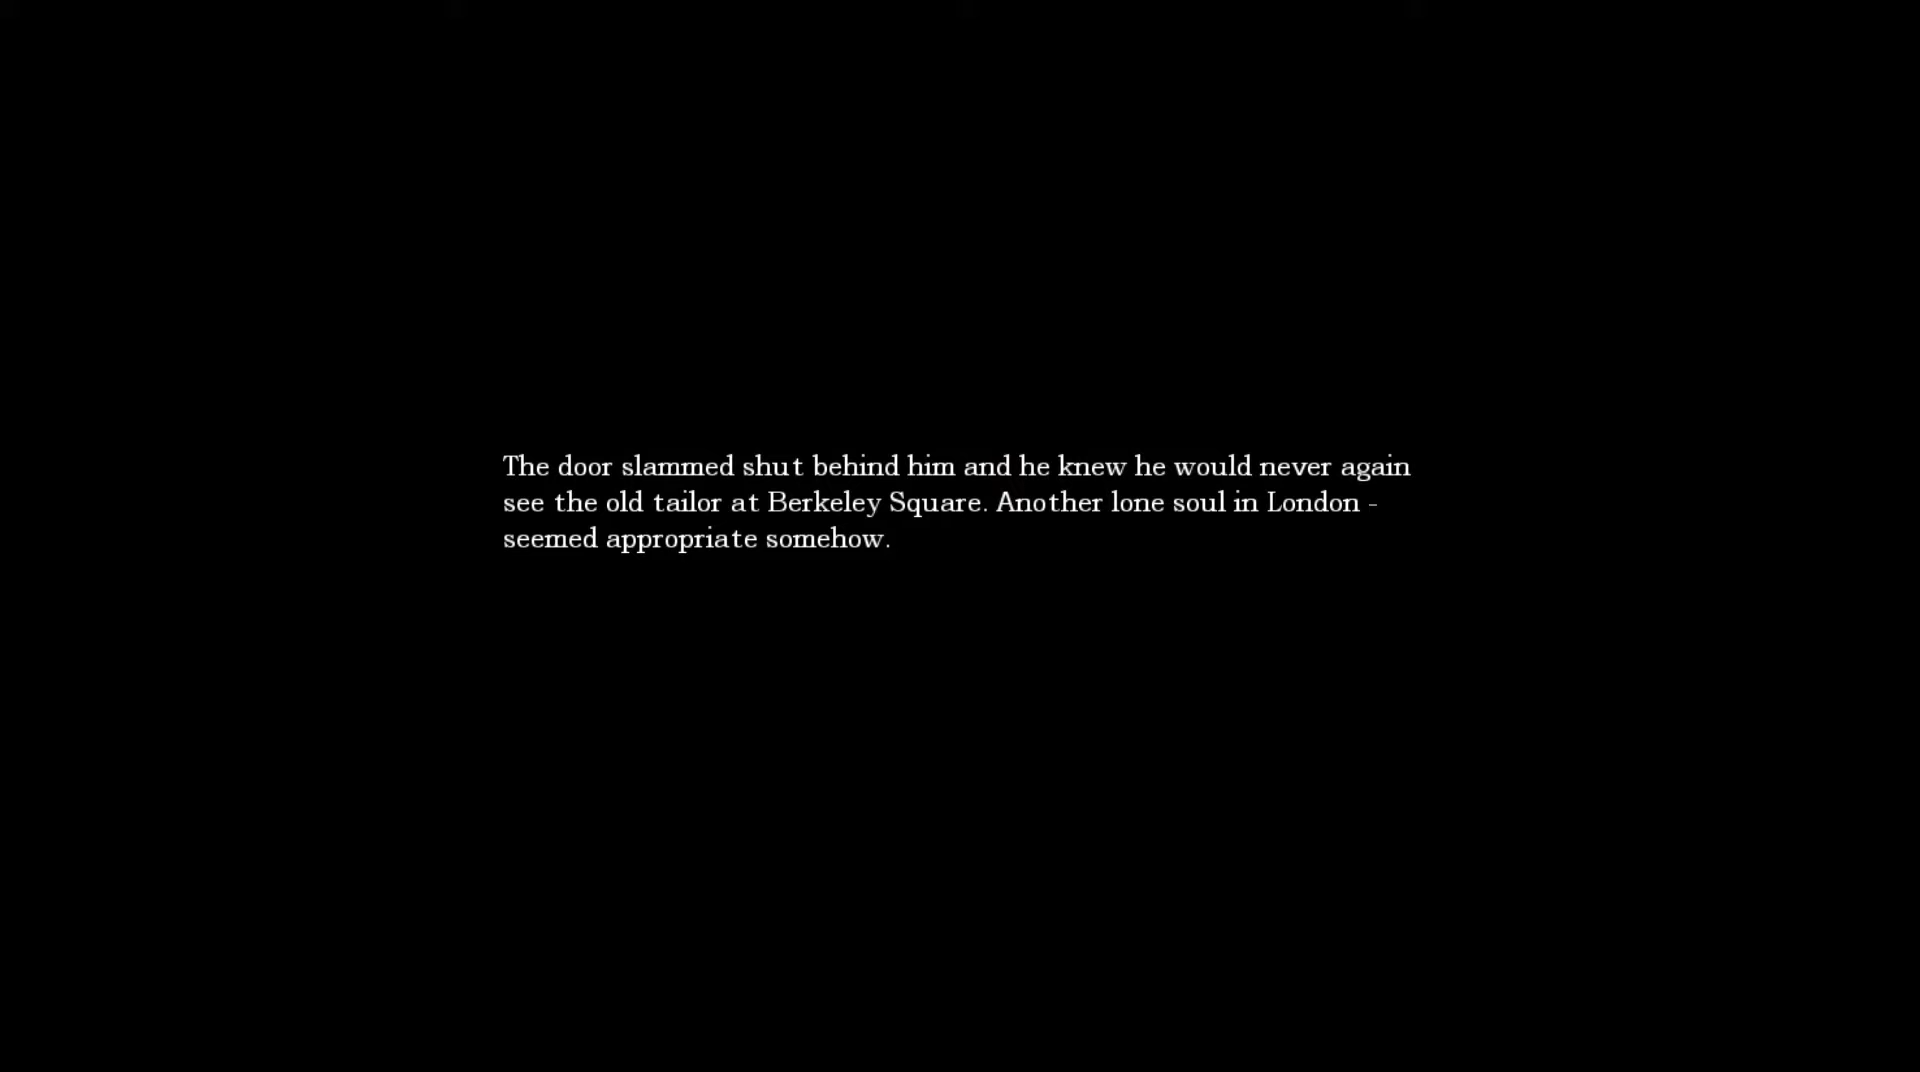 The door slammed shut behind him and he knew he would never again
see the old tailor at Berkeley Square. Another lone soul in London -
seemed appropriate somehow.